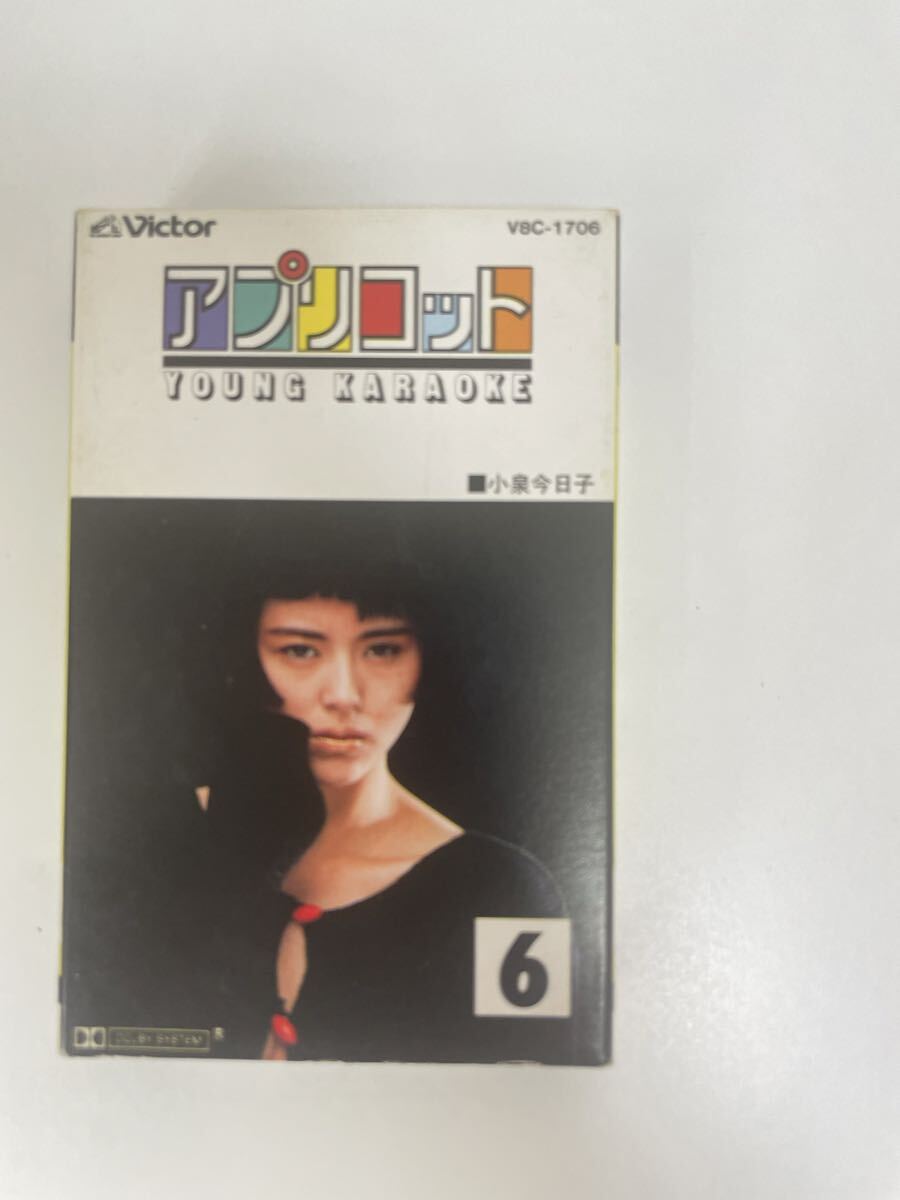 Victor
V8C-1706
アプリコット
YOUNG KARAOKE
■小泉今日子
6
DOLBY SYSTEM ®